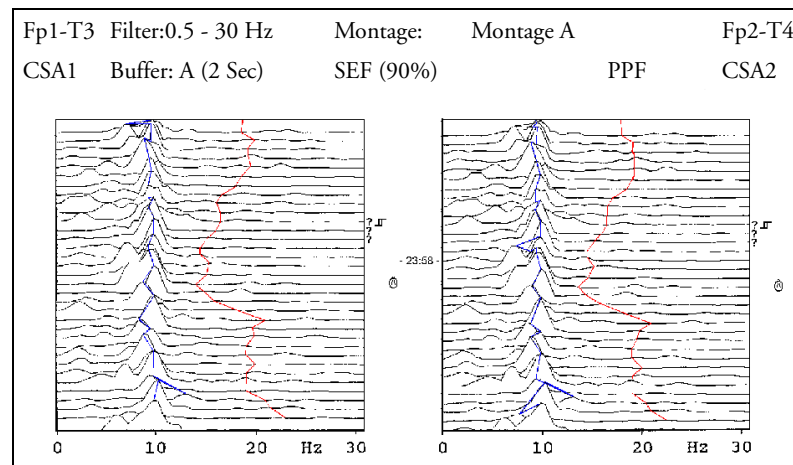 Fp1-T3 Filter:0.5 - 30 Hz Montage: Montage A Fp2-T4
CSA1 Buffer: A (2 Sec) SEF (90%) PPF CSA2
?
?
?
- 23:58
?
?
?
@
@
0 10 20 Hz 30
0 10 20 Hz 30